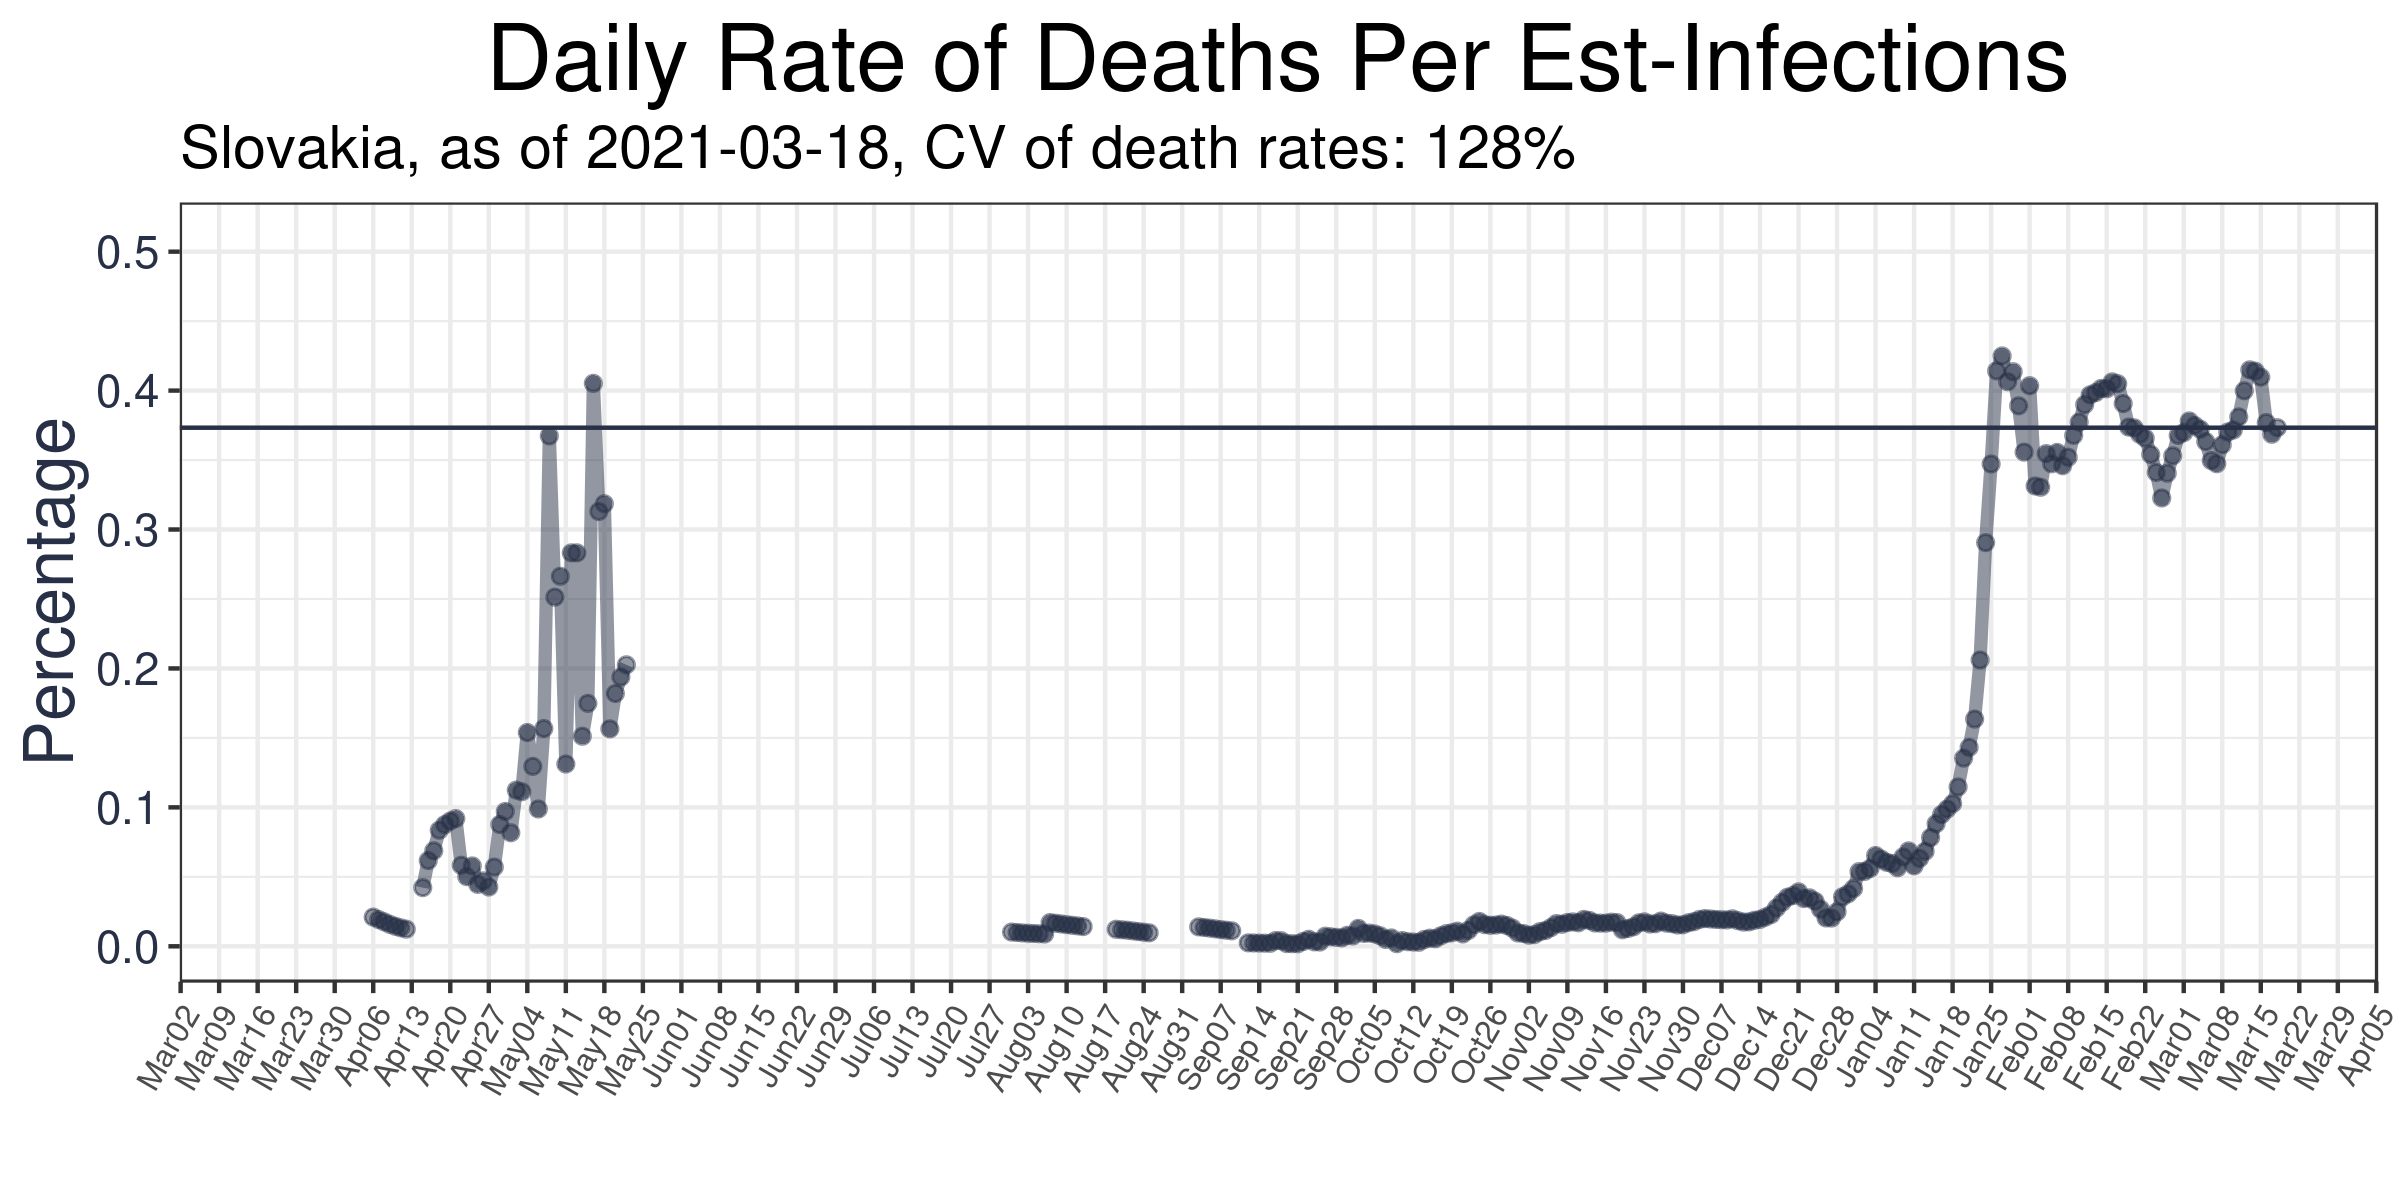 Daily Rate of Deaths Per Est-Infections
Slovakia, as of 2021-03-18, CV of death rates: 128%
Percentage
0.5
0.4
0.3
0.2
0.1
0.0
Mar02
Mar09
Mar16
Mar23
Mar30
Apr06
Apr13
Apr20
Apr27
May04
May11
May18
May25
Jun01
Jun08
Jun15
Jun22
Jun29
Jul06
Jul13
Jul20
Jul27
Aug03
Aug10
Aug17
Aug24
Aug31
Sep07
Sep14
Sep21
Sep28
Oct05
Oct12
Oct19
Oct26
Nov02
Nov09
Nov16
Nov23
Nov30
Dec07
Dec14
Dec21
Dec28
Dec04
Jan11
Jan18
Jan25
Feb01
Feb08
Feb15
Feb22
Mar01
Mar08
Mar15
Mar22
Mar29
Apr05